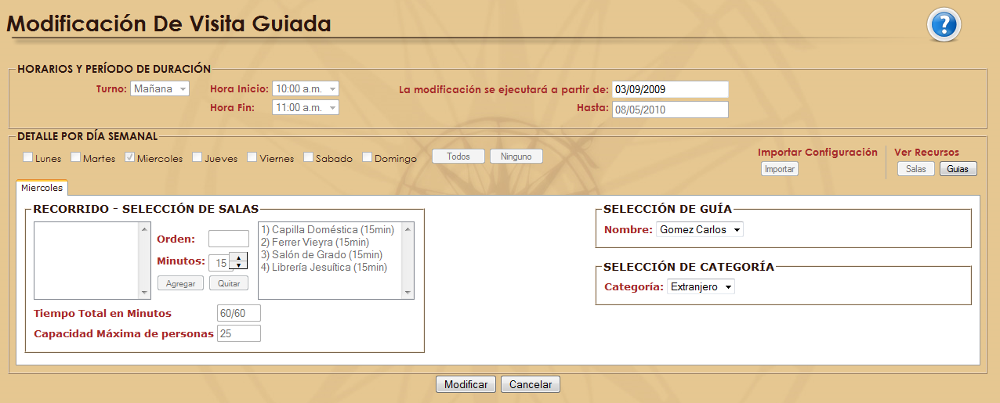 Modificación De Visita Guiada
?
HORARIOS Y PERÍODO DE DURACIÓN
Turno: Mañana Hora Inicio: 10:00 a.m. La modificación se ejecutará a partir de: 03/09/2009
Hora Fin: 11:00 a.m. Hasta: 08/05/2010
DETALLE POR DÍA SEMANAL
Lunes Martes Miercoles Jueves Viernes Sabado Domingo Todos Ninguno
Importar Configuración Ver Recursos
Importar Salas Guias
Miercoles
RECORRIDO - SELECCIÓN DE SALAS
Orden:
Minutos: 15
Agregar Quitar
1) Capilla Doméstica (15min)
2) Ferrer Vieyra (15min)
3) Salón de Grado (15min)
4) Librería Jesuítica (15min)
Tiempo Total en Minutos 60/60
Capacidad Máxima de personas 25
SELECCIÓN DE GUÍA
Nombre: Gomez Carlos
SELECCIÓN DE CATEGORÍA
Categoría: Extranjero
Modificar Cancelar